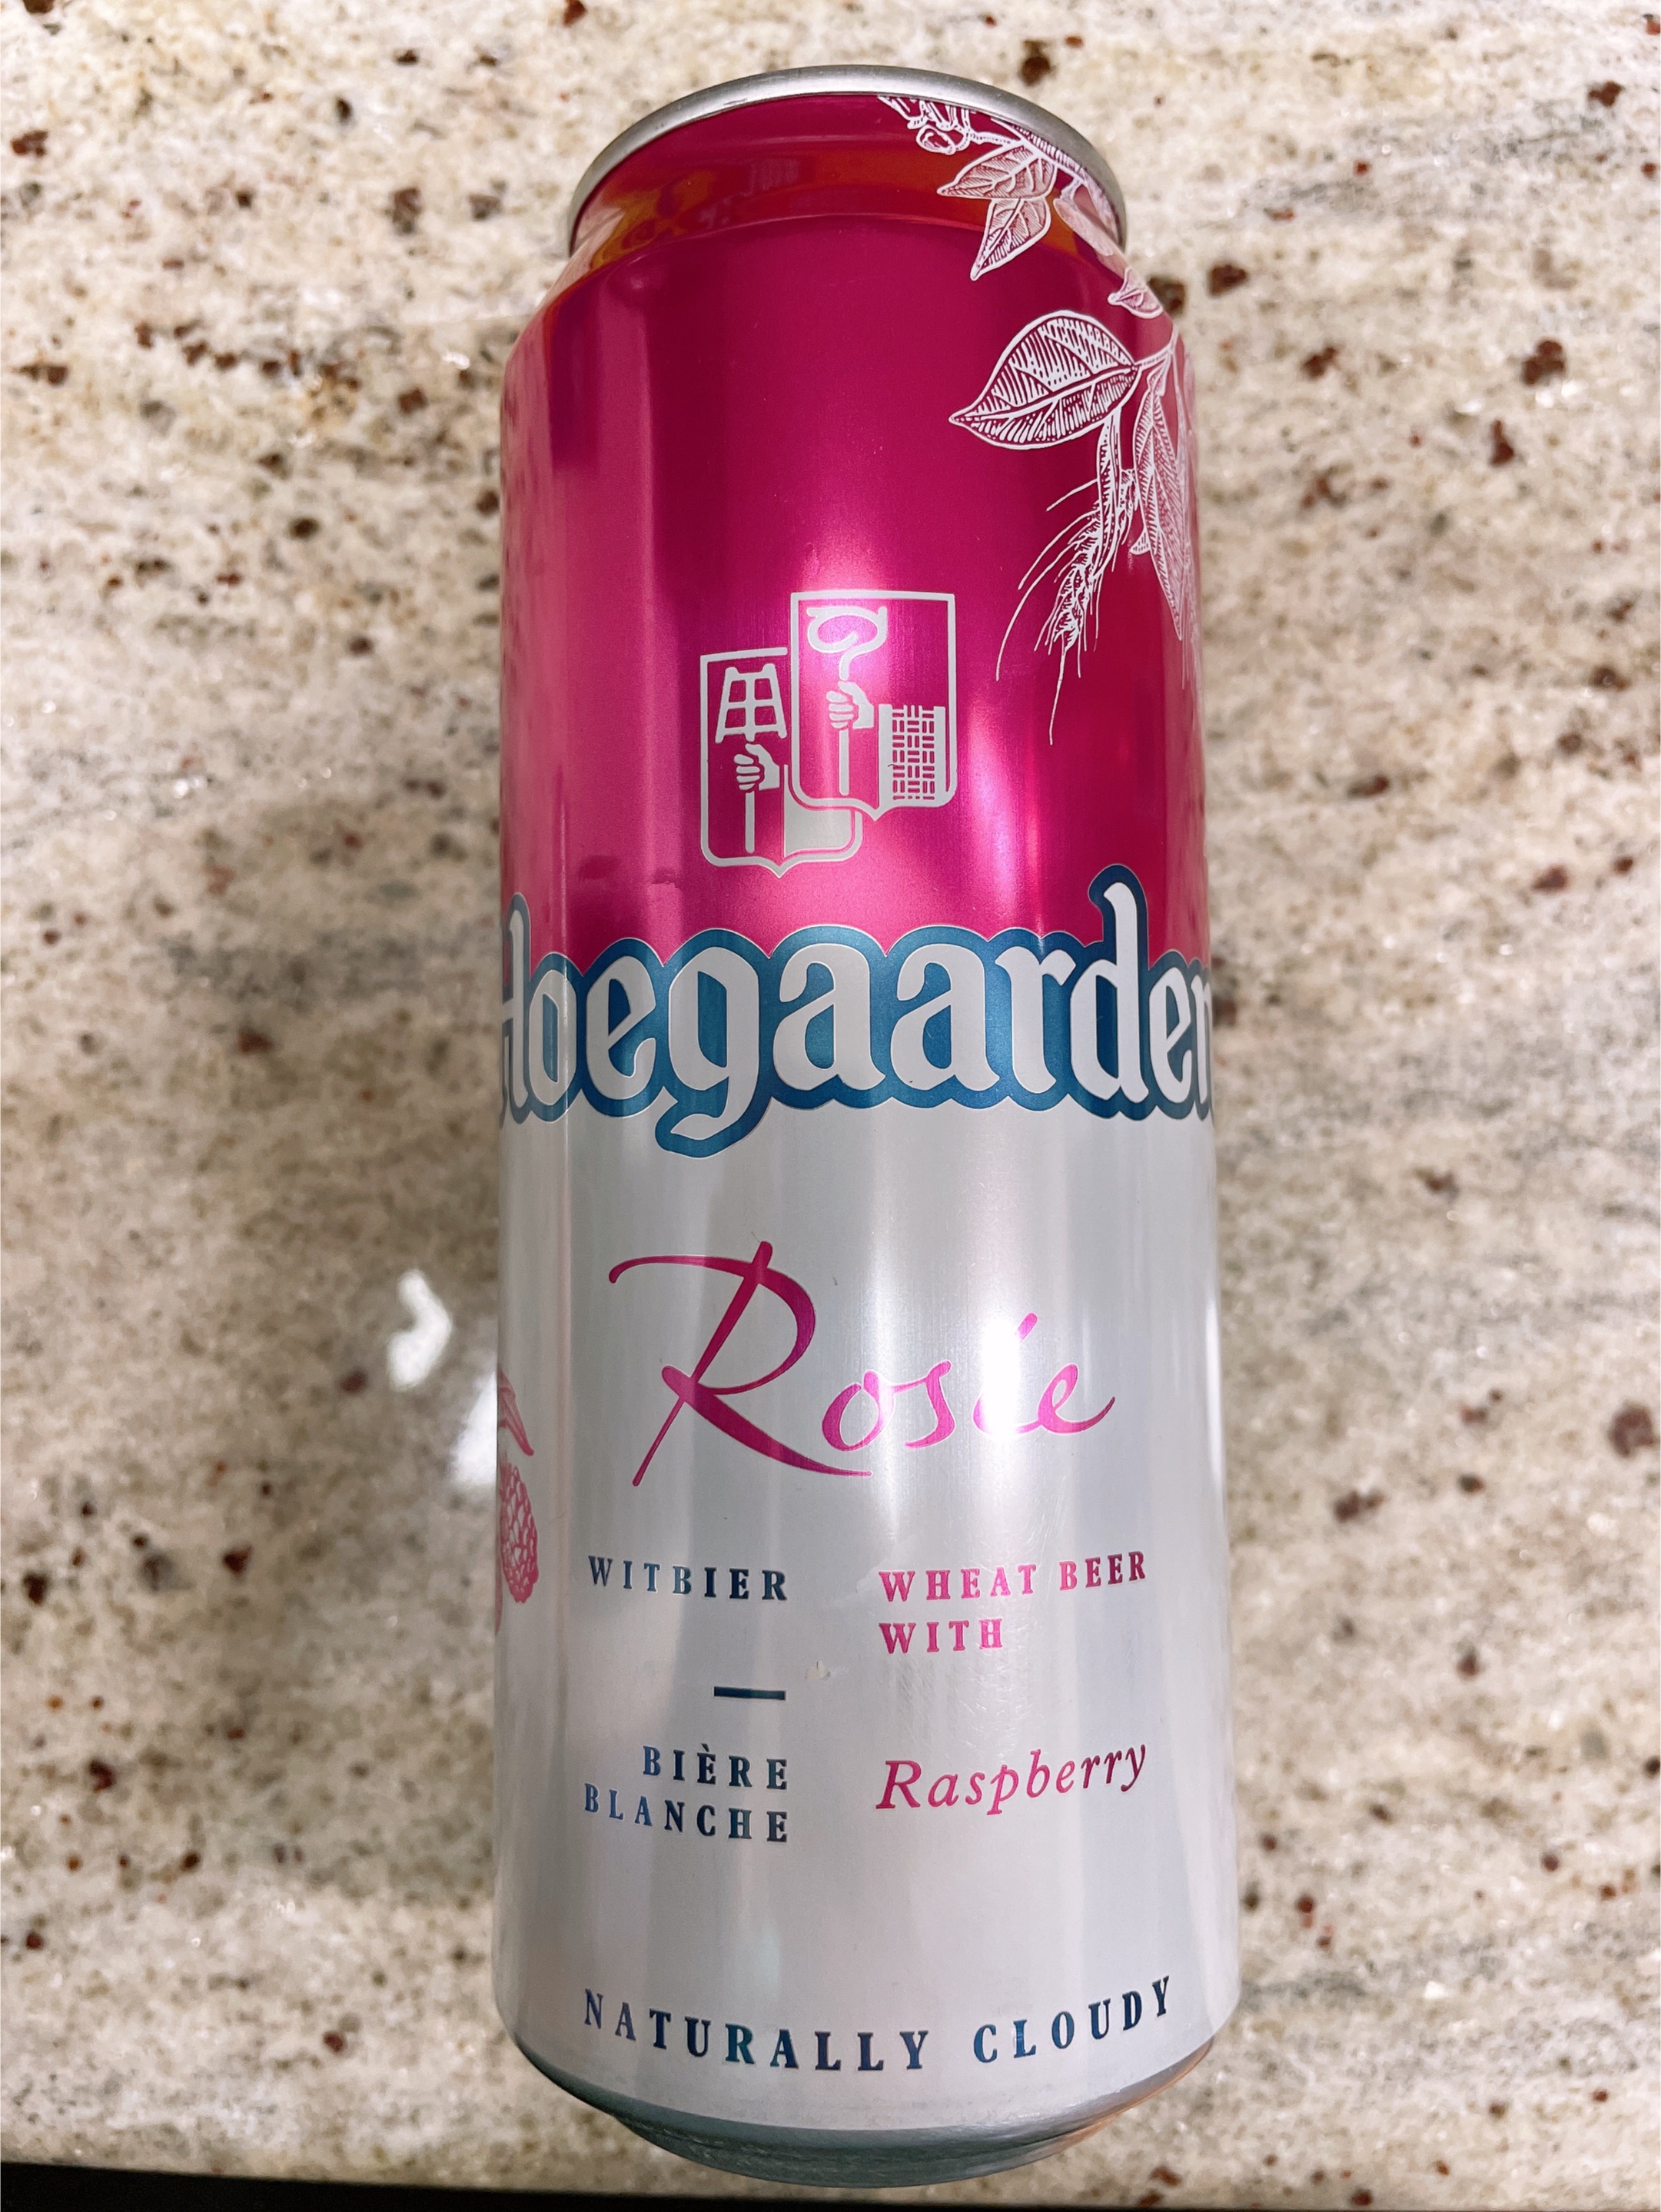 Hoegaarden
Rosée
WITBIER
—
BIÈRE
BLANCHE
WHEAT BEER
WITH
Raspberry
NATURALLY CLOUDY